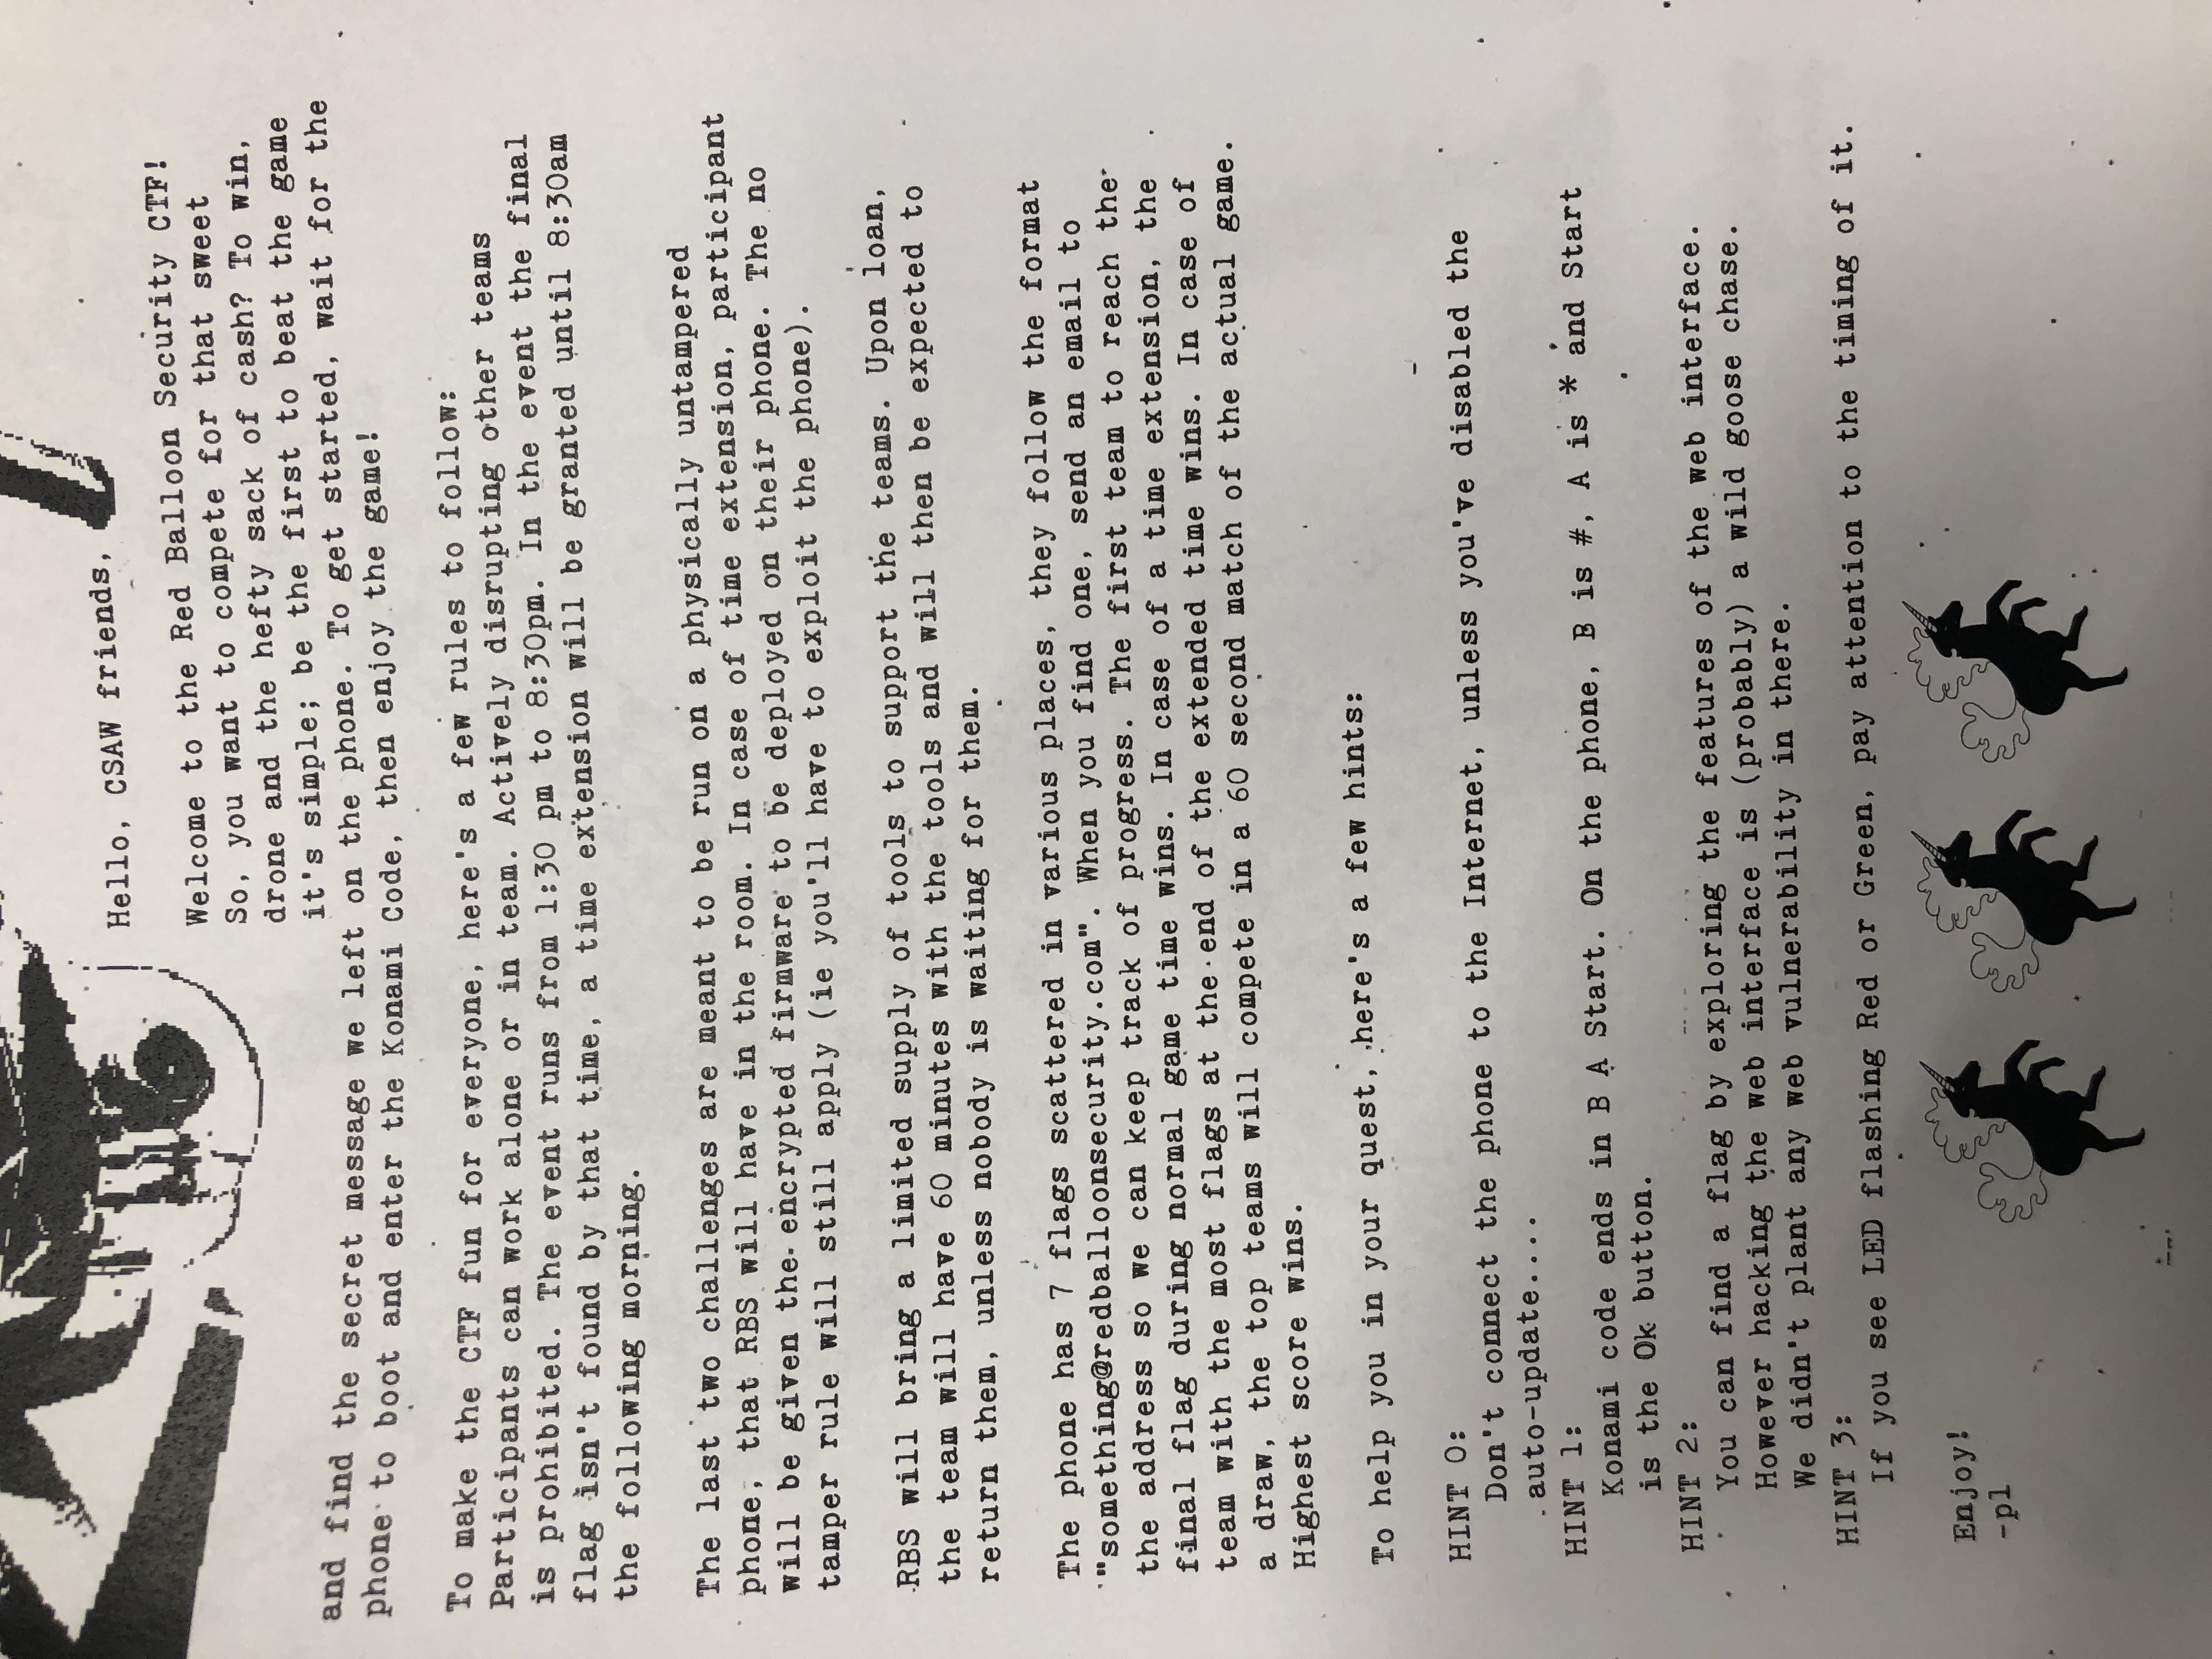 Hello, CSAW friends,
Welcome to the Red Balloon Security CTF!
So, you want to compete for that sweet
drone and the hefty sack of cash? To win,
it's simple; be the first to beat the game
and find the secret message we left on the phone. To get started, wait for the
phone to boot and enter the Konami Code, then enjoy the game!
To make the CTF fun for everyone, here's a few rules to follow:
Participants can work alone or in team. Actively disrupting other teams
is prohibited. The event runs from 1:30 pm to 8:30pm. In the event the final
flag isn't found by that time, a time extension will be granted until 8:30am
the following morning.
The last two challenges are meant to be run on a physically untampered
phone, that RBS will have in the room. In case of time extension, participant
will be given the encrypted firmware to be deployed on their phone. The no
tamper rule will still apply (ie you'll have to exploit the phone).
RBS will bring a limited supply of tools to support the teams. Upon loan,
the team will have 60 minutes with the tools and will then be expected to
return them, unless nobody is waiting for them.
The phone has 7 flags scattered in various places, they follow the format
"something@redballoonsecurity.com". When you find one, send an email to
the address so we can keep track of progress. The first team to reach the
final flag during normal game time wins. In case of a time extension, the
team with the most flags at the end of the extended time wins. In case of
a draw, the top teams will compete in a 60 second match of the actual game.
Highest score wins.
To help you in your quest, here's a few hints:
HINT 0:
Don't connect the phone to the Internet, unless you've disabled the
auto-update....
HINT 1:
Konami code ends in B A Start. On the phone, B is #, A is * and Start
is the Ok button.
HINT 2:
You can find a flag by exploring the features of the web interface.
However hacking the web interface is (probably) a wild goose chase.
We didn't plant any web vulnerability in there.
HINT 3:
If you see LED flashing Red or Green, pay attention to the timing of it.
Enjoy!
-pl